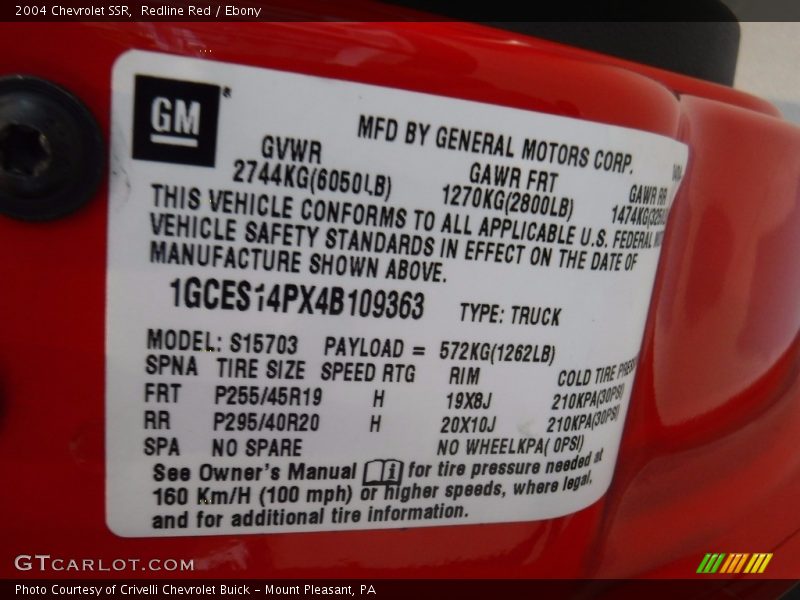 2004 Chevrolet SSR, Redline Red / Ebony
GM
MFD BY GENERAL MOTORS CORP.
GVWR GAWR FRT GAWR RR
2744KG(6050LB) 1270KG(2800LB) 1474KG(
THIS VEHICLE CONFORMS TO ALL APPLICABLE U.S. FEDERAL
VEHICLE SAFETY STANDARDS IN EFFECT ON THE DATE OF
MANUFACTURE SHOWN ABOVE.
1GCES14PX4B109363 TYPE: TRUCK
MODEL: S15703 PAYLOAD = 572KG(1262LB)
SPNA TIRE SIZE SPEED RTG RIM COLD TIRE PRES
FRT P255/45R19 H 19X8J 210KPA(30PSI)
RR P295/40R20 H 20X10J 210KPA(30PSI)
SPA NO SPARE NO WHEELKPA( 0PSI)
See Owner's Manual for tire pressure needed at
160 Km/H (100 mph) or higher speeds, where legal,
and for additional tire information.
GTCARLOT.COM
Photo Courtesy of Crivelli Chevrolet Buick - Mount Pleasant, PA